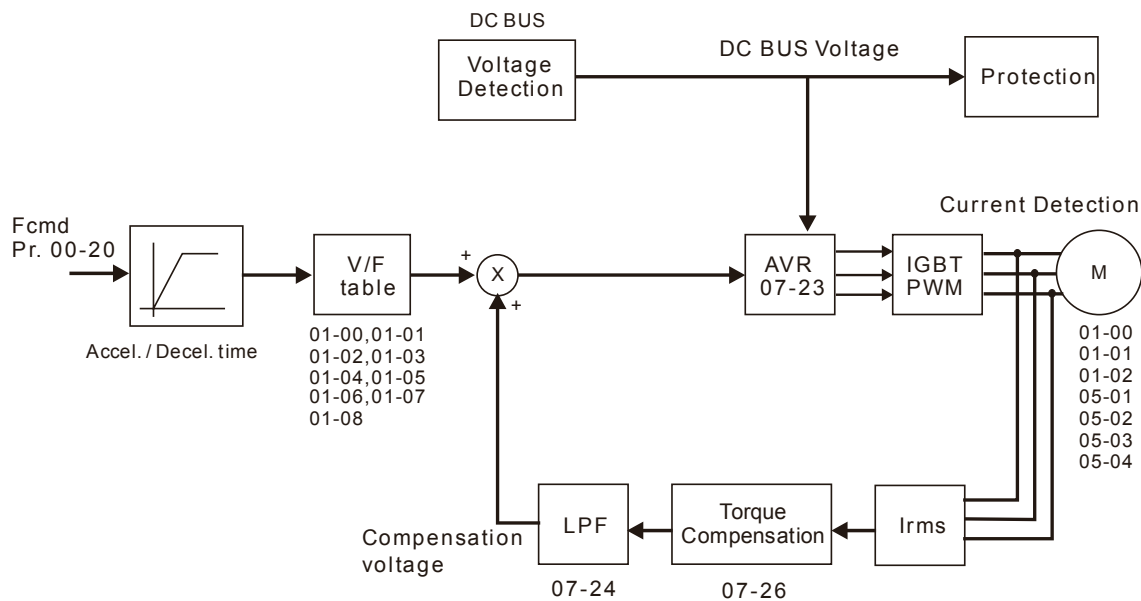 DC BUS
Voltage
Detection
DC BUS Voltage
Protection
Fcmd
Pr. 00-20
Accel. / Decel. time
V/F
table
01-00,01-01
01-02,01-03
01-04,01-05
01-06,01-07
01-08
+
X
+
AVR
07-23
IGBT
PWM
Current Detection
M
01-00
01-01
01-02
05-01
05-02
05-03
05-04
Compensation
voltage
LPF
07-24
Torque
Compensation
07-26
Irms